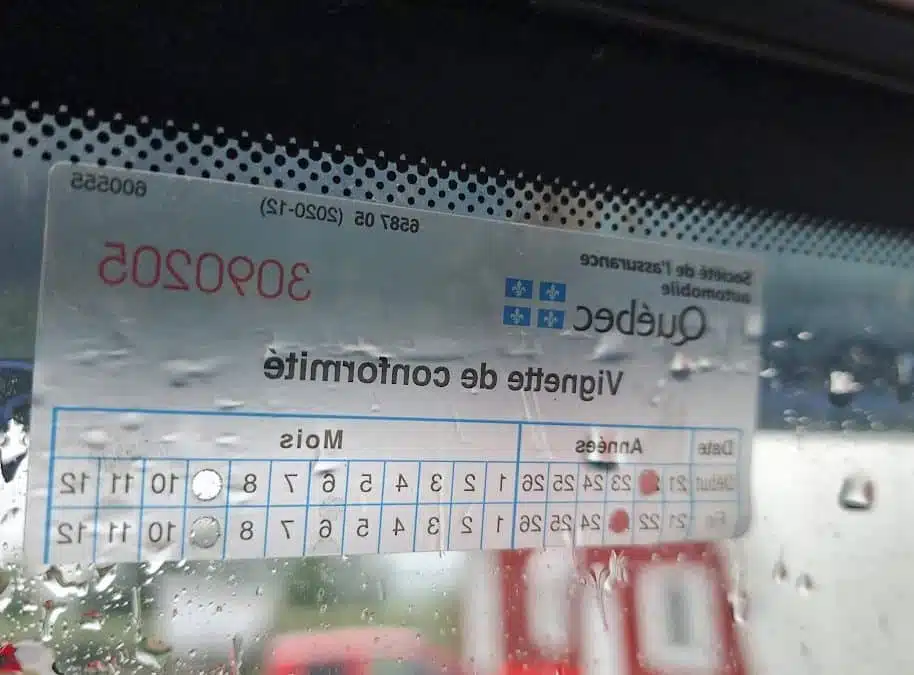 6587 05 (2020-12)
600555
Société de l'assurance
automobile
Québec
3090205
Vignette de conformité
Date Années Mois
Début 21 23 24 25 26 1 2 3 4 5 6 7 8 10 11 12
Fin 21 22 24 25 26 1 2 3 4 5 6 7 8 10 11 12